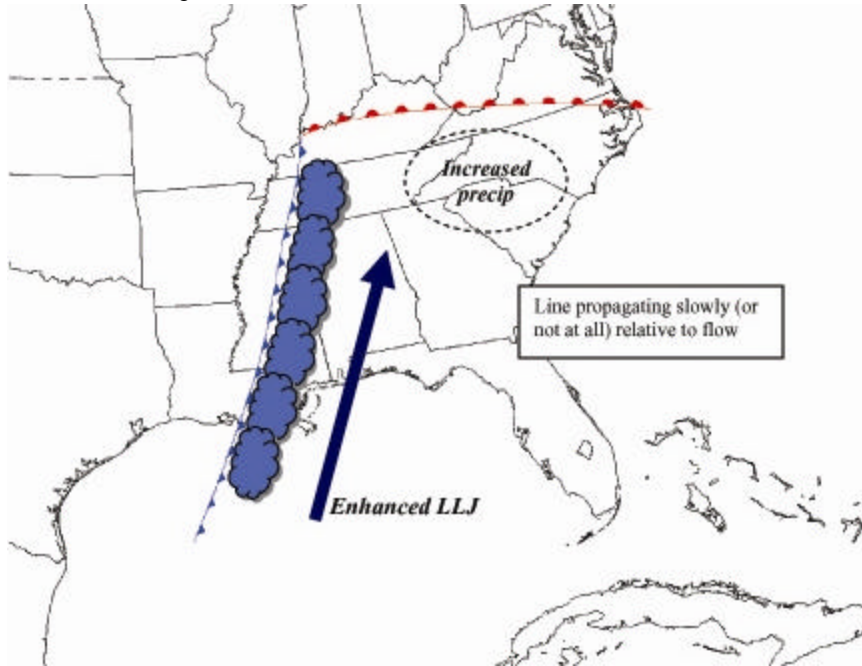 Increased
precip
Line propagating slowly (or
not at all) relative to flow
Enhanced LLJ